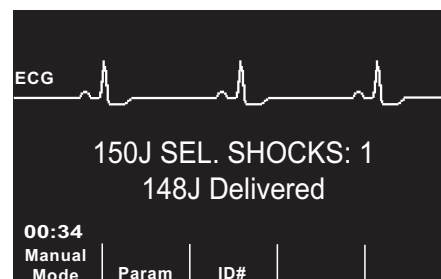 ECG
150J SEL. SHOCKS: 1
148J Delivered
00:34
Manual
Mode Param ID#